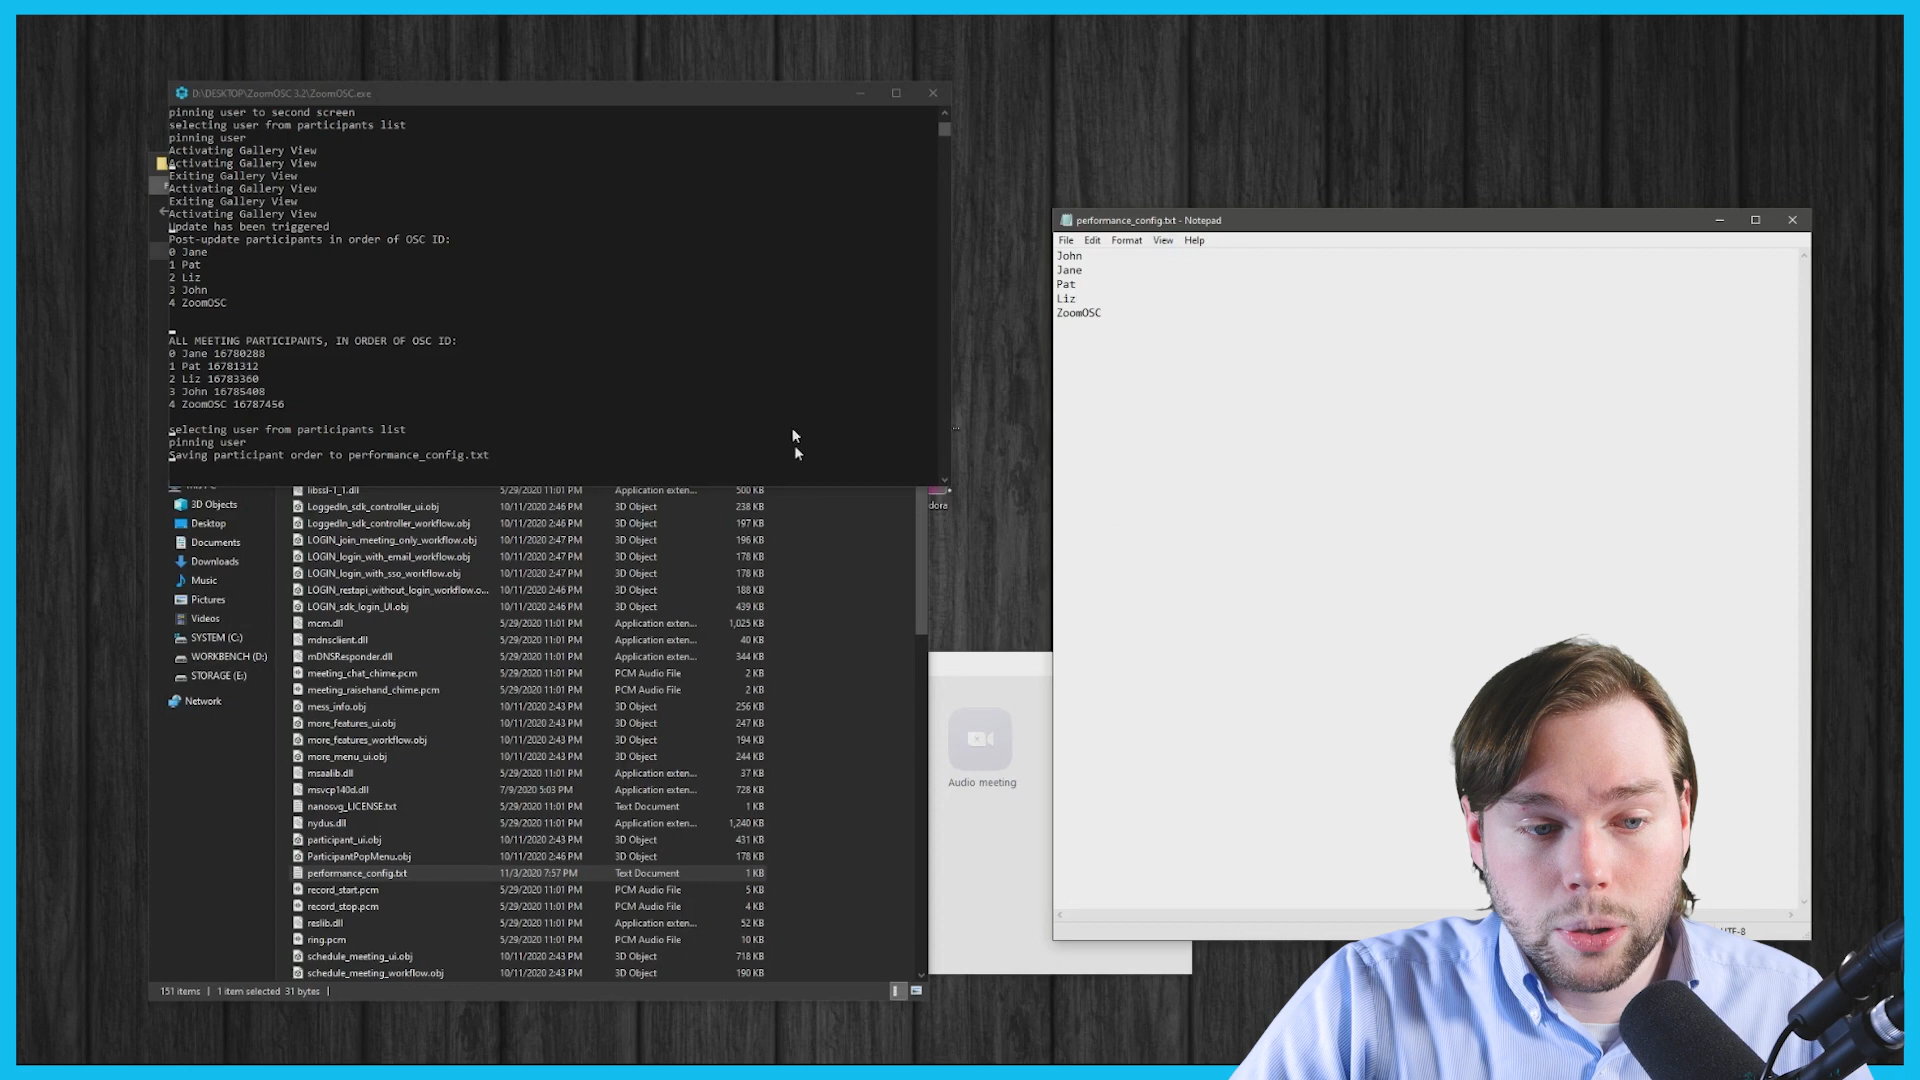 D:\DESKTOP\ZoomOSC 3.2\ZoomOSC.exe
pinning user to second screen
selecting user from participants list
pinning user
Activating Gallery View
Activating Gallery View
Exiting Gallery View
Activating Gallery View
Exiting Gallery View
Activating Gallery View
Update has been triggered
Post-update participants in order of OSC ID:
0 Jane
1 Pat
2 Liz
3 John
4 ZoomOSC
ALL MEETING PARTICIPANTS, IN ORDER OF OSC ID:
0 Jane 16780288
1 Pat 16781312
2 Liz 16783360
3 John 16785408
4 ZoomOSC 16787456
selecting user from participants list
pinning user
Saving participant order to performance_config.txt
3D Objects
Desktop
Documents
Downloads
Music
Pictures
Videos
SYSTEM (C:)
WORKBENCH (D:)
STORAGE (E:)
Network
libssl-1_1.dll 5/29/2020 11:01 PM Application exten... 500 KB
LoggedIn_sdk_controller_ui.obj 10/11/2020 2:46 PM 3D Object 238 KB
LoggedIn_sdk_controller_workflow.obj 10/11/2020 2:46 PM 3D Object 197 KB
LOGIN_join_meeting_only_workflow.obj 10/11/2020 2:47 PM 3D Object 196 KB
LOGIN_login_with_email_workflow.obj 10/11/2020 2:47 PM 3D Object 178 KB
LOGIN_login_with_sso_workflow.obj 10/11/2020 2:47 PM 3D Object 178 KB
LOGIN_restapi_without_login_workflow.o... 10/11/2020 2:46 PM 3D Object 188 KB
LOGIN_sdk_login_UI.obj 10/11/2020 2:46 PM 3D Object 439 KB
mcm.dll 5/29/2020 11:01 PM Application exten... 1,025 KB
mdnsclient.dll 5/29/2020 11:01 PM Application exten... 40 KB
mDNSResponder.dll 5/29/2020 11:01 PM Application exten... 344 KB
meeting_chat_chime.pcm 5/29/2020 11:01 PM PCM Audio File 2 KB
meeting_raisehand_chime.pcm 5/29/2020 11:01 PM PCM Audio File 2 KB
mess_info.obj 10/11/2020 2:43 PM 3D Object 256 KB
more_features_ui.obj 10/11/2020 2:43 PM 3D Object 247 KB
more_features_workflow.obj 10/11/2020 2:43 PM 3D Object 194 KB
more_menu_ui.obj 10/11/2020 2:43 PM 3D Object 244 KB
msaalib.dll 5/29/2020 11:01 PM Application exten... 37 KB
msvcp140d.dll 7/9/2020 5:03 PM Application exten... 728 KB
nanosvg_LICENSE.txt 5/29/2020 11:01 PM Text Document 1 KB
nydus.dll 5/29/2020 11:01 PM Application exten... 1,240 KB
participant_ui.obj 10/11/2020 2:43 PM 3D Object 431 KB
ParticipantPopMenu.obj 10/11/2020 2:46 PM 3D Object 178 KB
performance_config.txt 11/3/2020 7:57 PM Text Document 1 KB
record_start.pcm 5/29/2020 11:01 PM PCM Audio File 5 KB
record_stop.pcm 5/29/2020 11:01 PM PCM Audio File 4 KB
reslib.dll 5/29/2020 11:01 PM Application exten... 52 KB
ring.pcm 5/29/2020 11:01 PM PCM Audio File 10 KB
schedule_meeting_ui.obj 10/11/2020 2:43 PM 3D Object 718 KB
schedule_meeting_workflow.obj 10/11/2020 2:43 PM 3D Object 190 KB
151 items | 1 item selected 31 bytes |
dora
Audio meeting
performance_config.txt - Notepad
File Edit Format View Help
John
Jane
Pat
Liz
ZoomOSC
UTF-8